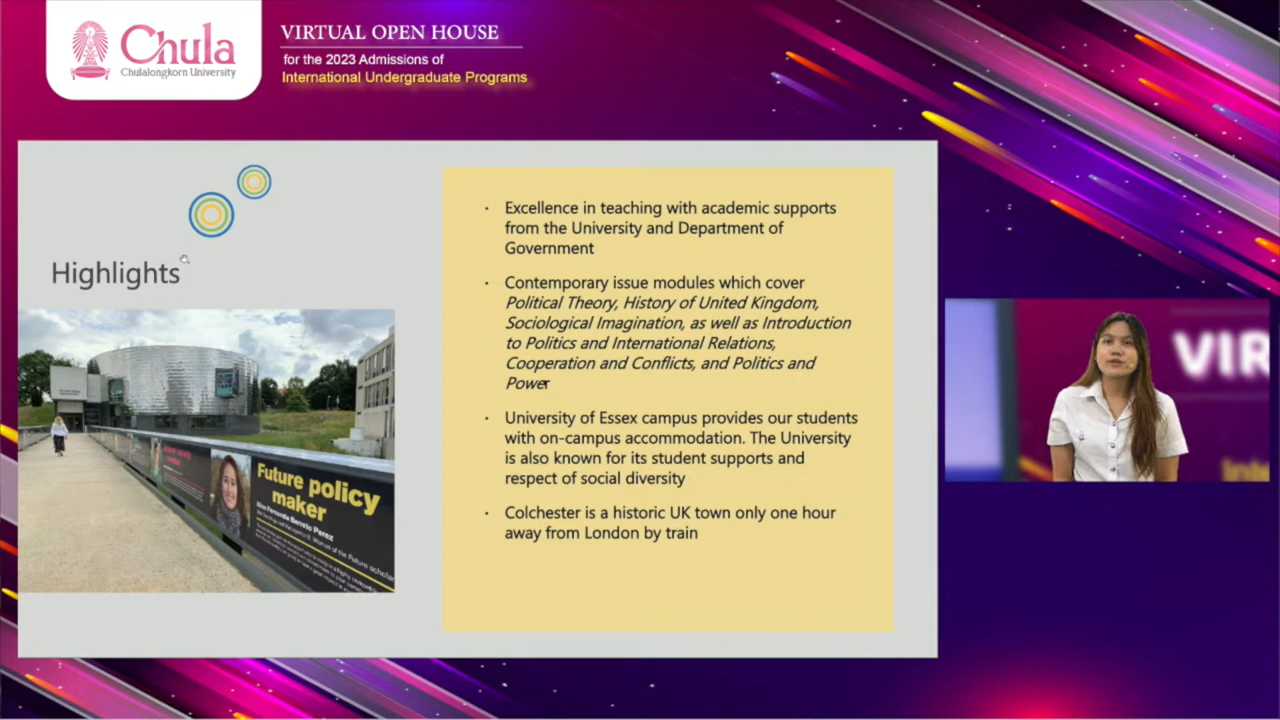 Chula
Chulalongkorn University
VIRTUAL OPEN HOUSE
for the 2023 Admissions of
International Undergraduate Programs
Highlights
Future policy
maker
· Excellence in teaching with academic supports
from the University and Department of
Government
· Contemporary issue modules which cover
Political Theory, History of United Kingdom,
Sociological Imagination, as well as Introduction
to Politics and International Relations,
Cooperation and Conflicts, and Politics and
Power
· University of Essex campus provides our students
with on-campus accommodation. The University
is also known for its student supports and
respect of social diversity
· Colchester is a historic UK town only one hour
away from London by train
VIR